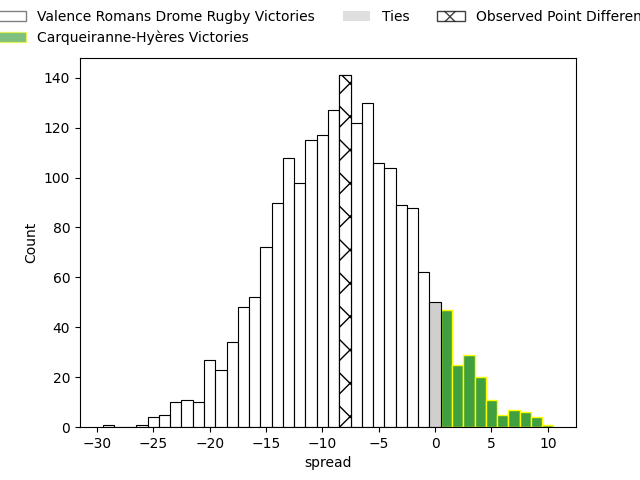 Valence Romans Drome Rugby Victories
Ties
Observed Point Differen
Carqueiranne-Hyères Victories
140
120
100
80
60
40
20
0
Count
−30 −25 −20 −15 −10 −5 0 5 10
spread